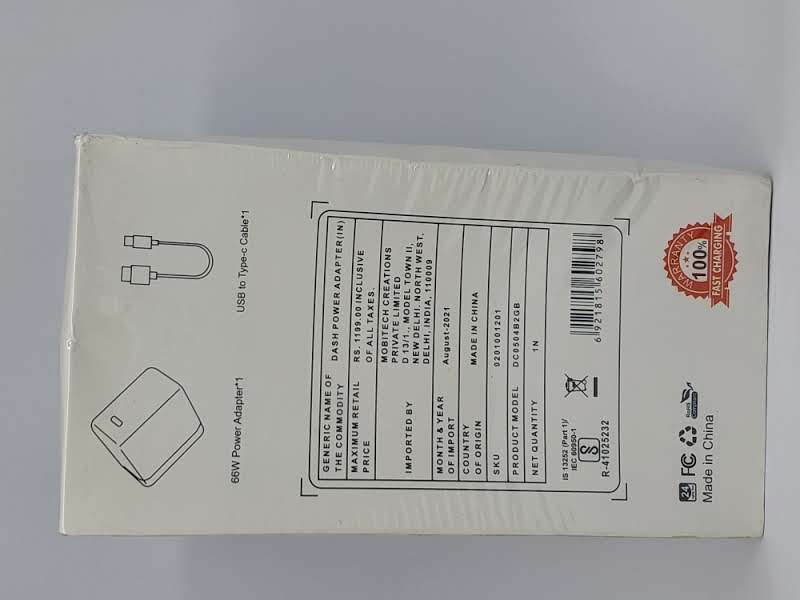 USB to Type-c Cable*1
66W Power Adapter*1
GENERIC NAME OF
THE COMMODITY
DASH POWER ADAPTER(IN)
MAXIMUM RETAIL
PRICE
RS. 1199.00 INCLUSIVE
OF ALL TAXES.
IMPORTED BY
MOBITECH CREATIONS
PRIVATE LIMITED
D 13/1., MODEL TOWN II,
NEW DELHI, NORTH WEST,
DELHI, INDIA, 110009
MONTH & YEAR
OF IMPORT
August-2021
COUNTRY
OF ORIGIN
MADE IN CHINA
SKU
0201001201
PRODUCT MODEL
DC0504B2GB
NET QUANTITY
1N
IS 13252 (Part 1)/
IEC 60950-1
R-41025232
6921815602798
24
FC
RoHS
Made in China
WARRANTY
100%
FAST CHARGING